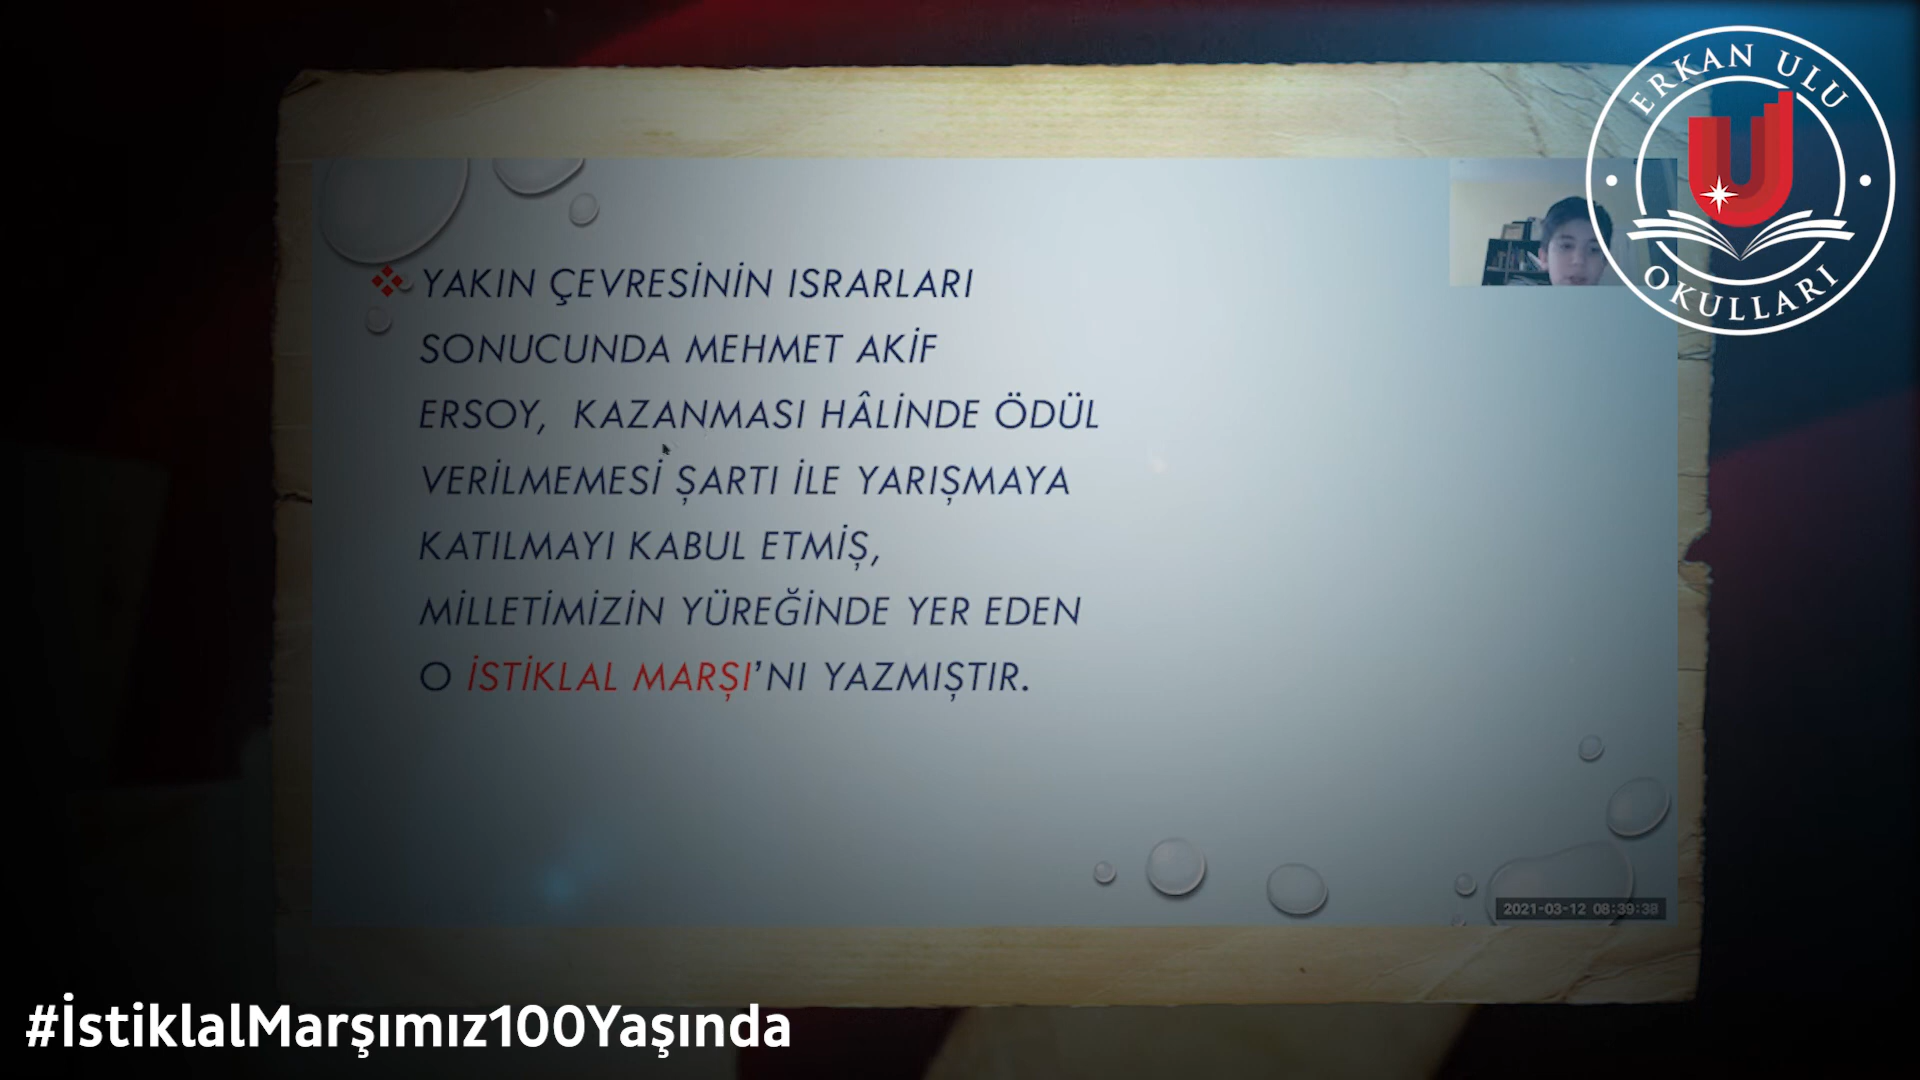 ERKAN ULU
OKULLARI
YAKIN ÇEVRESİNİN ISRARLARI
SONUCUNDA MEHMET AKİF
ERSOY, KAZANMASI HÂLİNDE ÖDÜL
VERİLMEMESİ ŞARTI İLE YARIŞMAYA
KATILMAYI KABUL ETMİŞ,
MİLLETİMİZİN YÜREĞİNDE YER EDEN
O İSTİKLAL MARŞI’NI YAZMIŞTIR.
2021-03-12 08:39:38
#İstiklalMarşımız100Yaşında